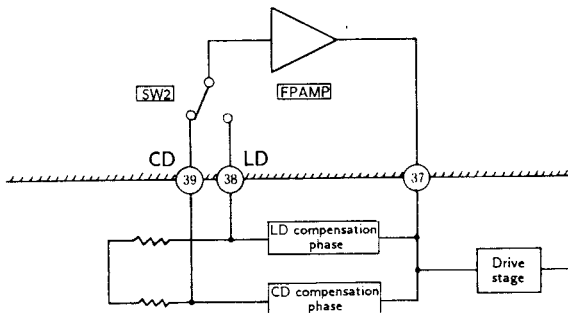 SW2
FPAMP
CD
LD
39
38
37
LD compensation
phase
CD compensation
phase
Drive
stage